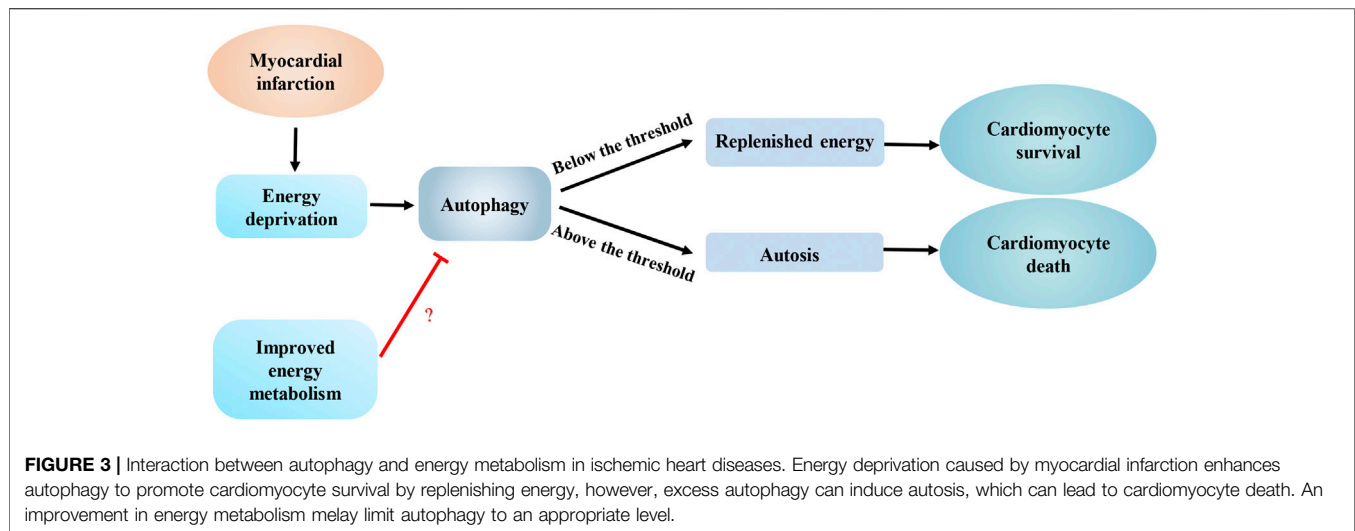 Myocardial
infarction
Energy
deprivation
Autophagy
Below the threshold
Above the threshold
Replenished energy
Autosis
Cardiomyocyte
survival
Cardiomyocyte
death
?
Improved
energy
metabolism
FIGURE 3 | Interaction between autophagy and energy metabolism in ischemic heart diseases. Energy deprivation caused by myocardial infarction enhances
autophagy to promote cardiomyocyte survival by replenishing energy, however, excess autophagy can induce autosis, which can lead to cardiomyocyte death. An
improvement in energy metabolism melay limit autophagy to an appropriate level.